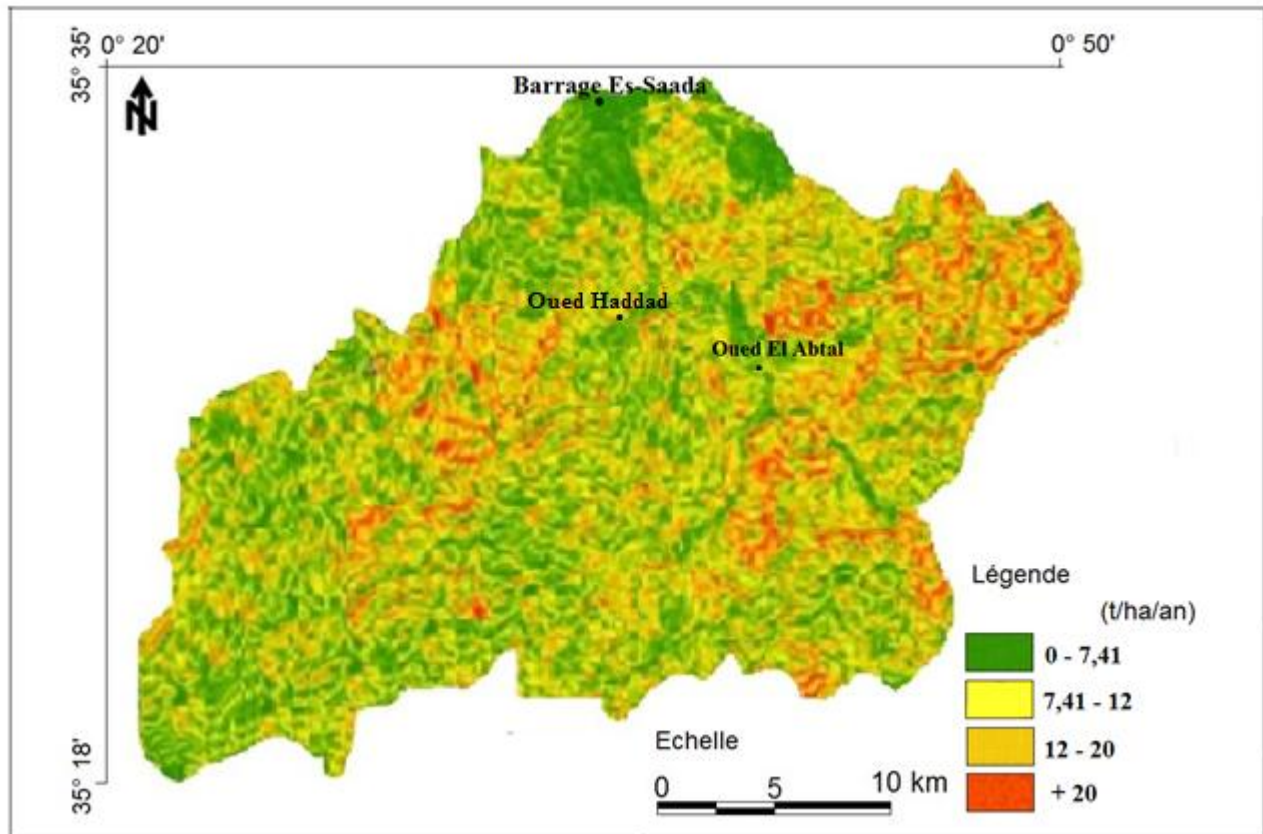 0° 20'
0° 50'
35° 35'
N
Barrage Es-Saada
Oued Haddad
Oued El Abtal
Légende
(t/ha/an)
0 - 7,41
7,41 - 12
12 - 20
+ 20
Echelle
0 5 10 km
35° 18'